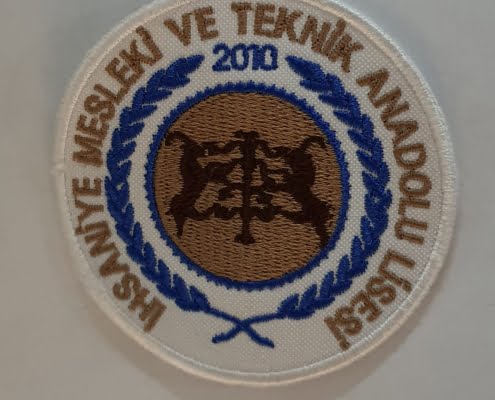 İHSANİYE MESLEKİ VE TEKNİK ANADOLU LİSESİ
2010